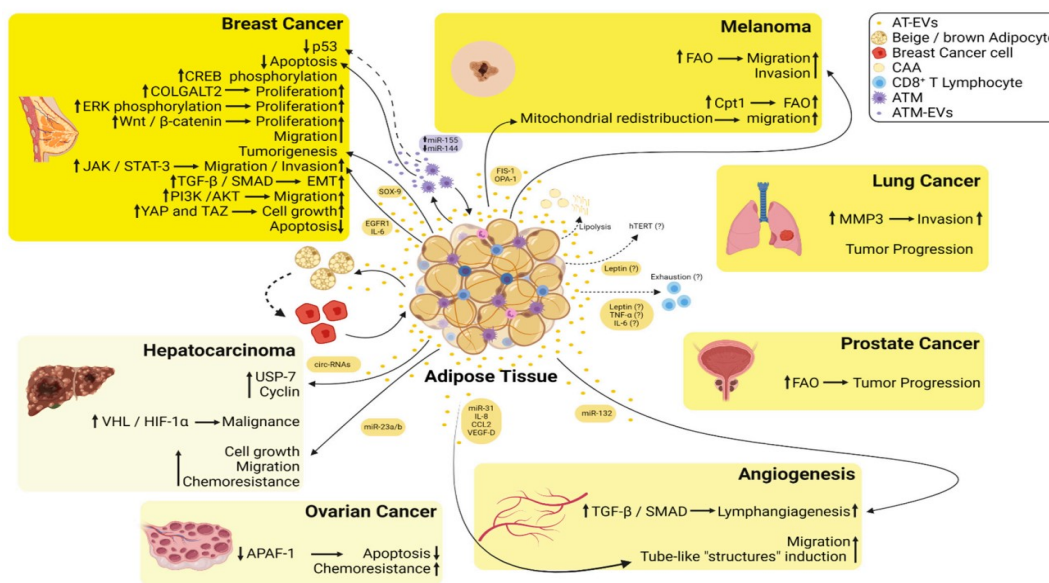 Breast Cancer
↓p53
↓Apoptosis
↑CREB phosphorylation
↑COLGALT2 → Proliferation↑
↑ERK phosphorylation → Proliferation↑
↑Wnt / β-catenin → Proliferation↑
Migration
Tumorigenesis
↑JAK / STAT-3 → Migration / Invasion↑
↑TGF-β / SMAD → EMT↑
↑PI3K /AKT → Migration↑
↑YAP and TAZ → Cell growth↑
Apoptosis↓
Melanoma
↑FAO → Migration↑
Invasion
↑Cpt1 → FAO↑
Mitochondrial redistribuction → migration↑
AT-EVs
Beige / brown Adipocyte
Breast Cancer cell
CAA
CD8⁺ T Lymphocyte
ATM
ATM-EVs
Lung Cancer
↑MMP3 → Invasion↑
Tumor Progression
↑miR-155
↓miR-144
SOX-9
EGFR1
IL-6
FIS-1
OPA-1
Lipolysis
hTERT (?)
Leptin (?)
Exhaustion (?)
Leptin (?)
TNF-α (?)
IL-6 (?)
Adipose Tissue
Hepatocarcinoma
↑USP-7
Cyclin
↑VHL / HIF-1α → Malignance
Cell growth
Migration
↑Chemoresistance
circ-RNAs
miR-23a/b
miR-31
IL-8
CCL2
VEGF-D
miR-132
Prostate Cancer
↑FAO → Tumor Progression
Ovarian Cancer
↓APAF-1 → Apoptosis↓
Chemoresistance↑
Angiogenesis
↑TGF-β / SMAD → Lymphangiagenesis↑
Migration↑
Tube-like "structures" induction